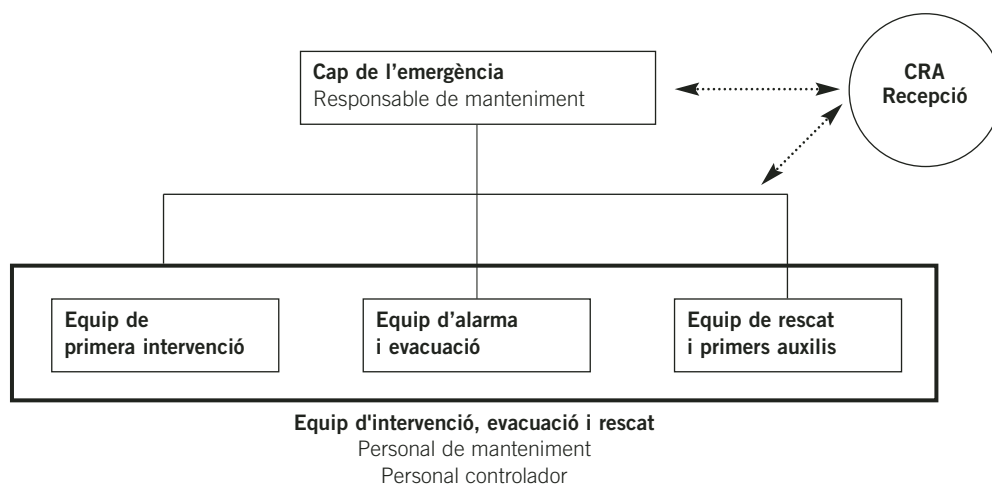 Cap de l'emergència
Responsable de manteniment
CRA
Recepció
Equip de
primera intervenció
Equip d'alarma
i evacuació
Equip de rescat
i primers auxilis
Equip d'intervenció, evacuació i rescat
Personal de manteniment
Personal controlador